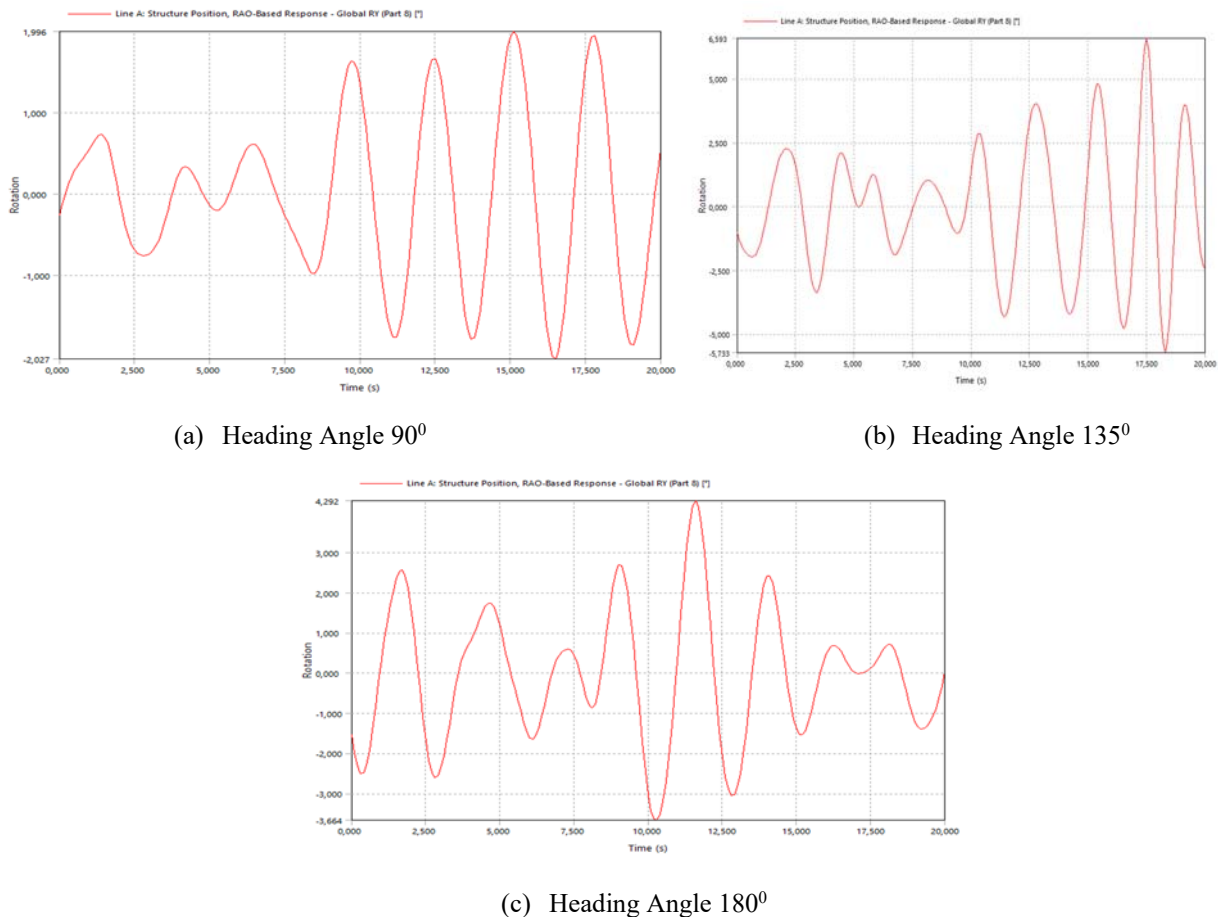 Line A: Structure Position, RAO-Based Response - Global RY (Part 8) [°]
1,996
1,000
0,000
-1,000
-2,027
Rotation
0,000 2,500 5,000 7,500 10,000 12,500 15,000 17,500 20,000
Time (s)
(a) Heading Angle 90⁰
Line A: Structure Position, RAO-Based Response - Global RY (Part 8) [°]
6,593
5,000
2,500
0,000
-2,500
-5,000
-5,733
Rotation
0,000 2,500 5,000 7,500 10,000 12,500 15,000 17,500 20,000
Time (s)
(b) Heading Angle 135⁰
Line A: Structure Position, RAO-Based Response - Global RY (Part 8) [°]
4,292
3,000
2,000
1,000
0,000
-1,000
-2,000
-3,000
-3,664
Rotation
0,000 2,500 5,000 7,500 10,000 12,500 15,000 17,500 20,000
Time (s)
(c) Heading Angle 180⁰